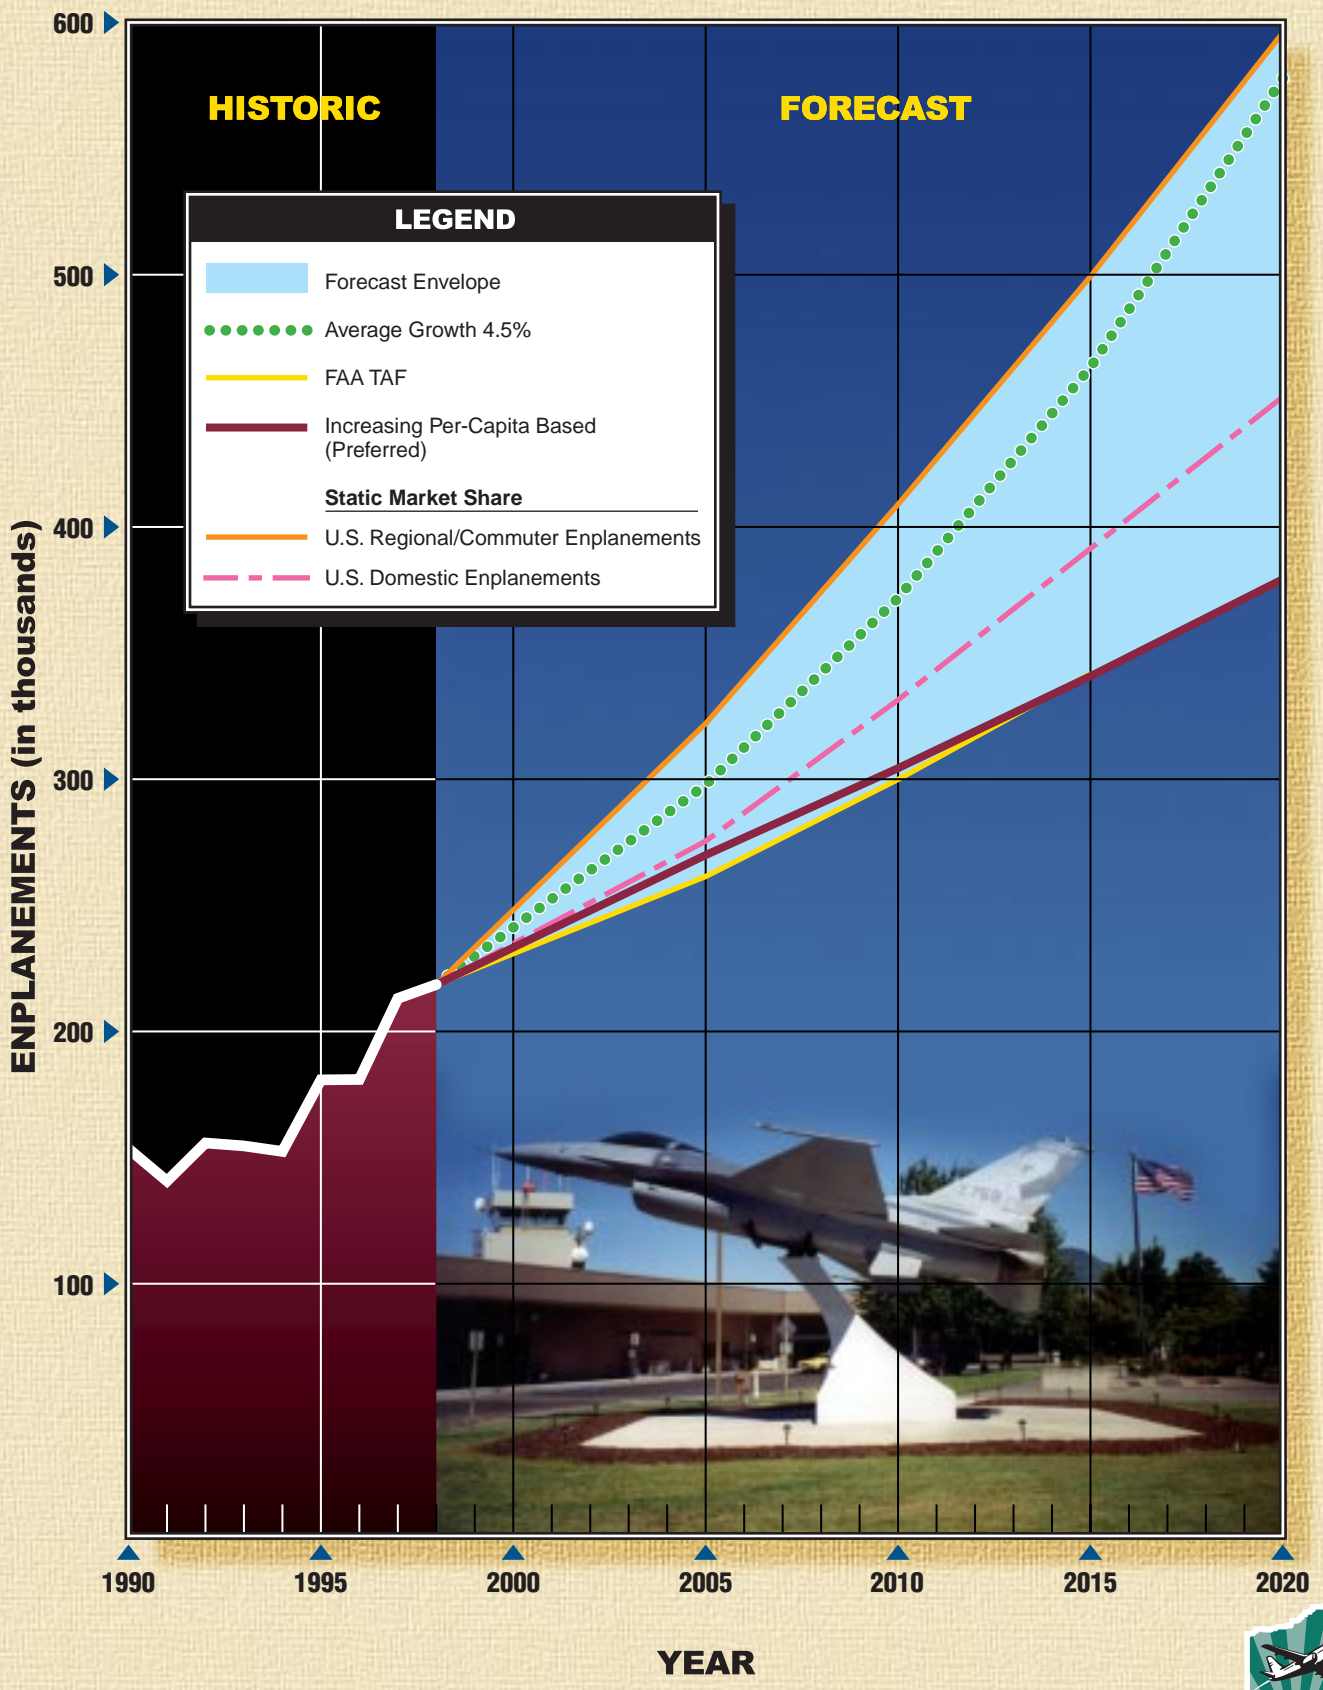 600
500
400
300
200
100
ENPLANEMENTS (in thousands)
HISTORIC
FORECAST
LEGEND
Forecast Envelope
Average Growth 4.5%
FAA TAF
Increasing Per-Capita Based
(Preferred)
Static Market Share
U.S. Regional/Commuter Enplanements
U.S. Domestic Enplanements
1990 1995 2000 2005 2010 2015 2020
YEAR